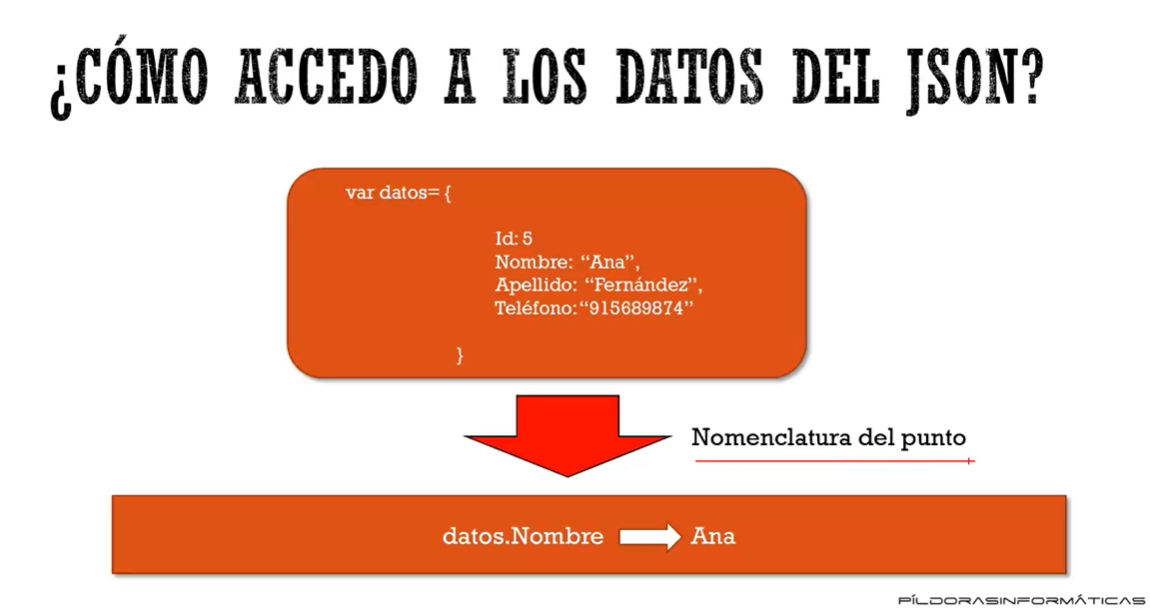 ¿CÓMO ACCEDO A LOS DATOS DEL JSON?
var datos= {
Id: 5
Nombre: “Ana”,
Apellido: “Fernández”,
Teléfono:“915689874”
}
Nomenclatura del punto
datos.Nombre Ana
PÍLDORASINFORMÁTICAS